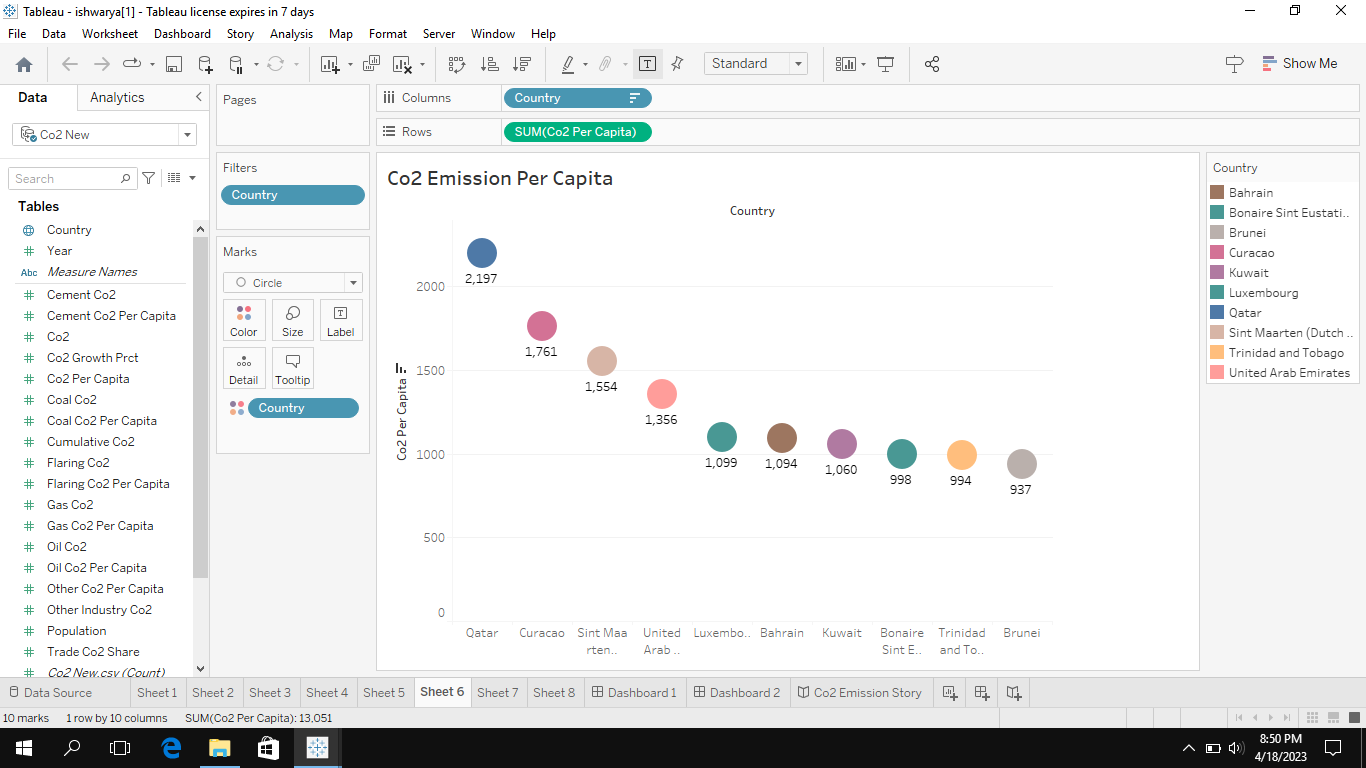 Tableau - ishwarya[1] - Tableau license expires in 7 days
File Data Worksheet Dashboard Story Analysis Map Format Server Window Help
Standard
Show Me
Data Analytics
Co2 New
Search
Tables
Country
Year
Abc Measure Names
Cement Co2
Cement Co2 Per Capita
Co2
Co2 Growth Prct
Co2 Per Capita
Coal Co2
Coal Co2 Per Capita
Cumulative Co2
Flaring Co2
Flaring Co2 Per Capita
Gas Co2
Gas Co2 Per Capita
Oil Co2
Oil Co2 Per Capita
Other Co2 Per Capita
Other Industry Co2
Population
Trade Co2 Share
Co2 New.csv (Count)
Pages
Filters
Country
Marks
Circle
Color Size Label
Detail Tooltip
Country
Columns Country
Rows SUM(Co2 Per Capita)
Co2 Emission Per Capita
Country
Co2 Per Capita
2000
1500
1000
500
0
2,197
1,761
1,554
1,356
1,099
1,094
1,060
998
994
937
Qatar
Curacao
Sint Maa
rten..
United
Arab ..
Luxembo..
Bahrain
Kuwait
Bonaire
Sint E..
Trinidad
and To..
Brunei
Country
Bahrain
Bonaire Sint Eustati..
Brunei
Curacao
Kuwait
Luxembourg
Qatar
Sint Maarten (Dutch ..
Trinidad and Tobago
United Arab Emirates
Data Source Sheet 1 Sheet 2 Sheet 3 Sheet 4 Sheet 5 Sheet 6 Sheet 7 Sheet 8 Dashboard 1 Dashboard 2 Co2 Emission Story
10 marks 1 row by 10 columns SUM(Co2 Per Capita): 13,051
8:50 PM
4/18/2023